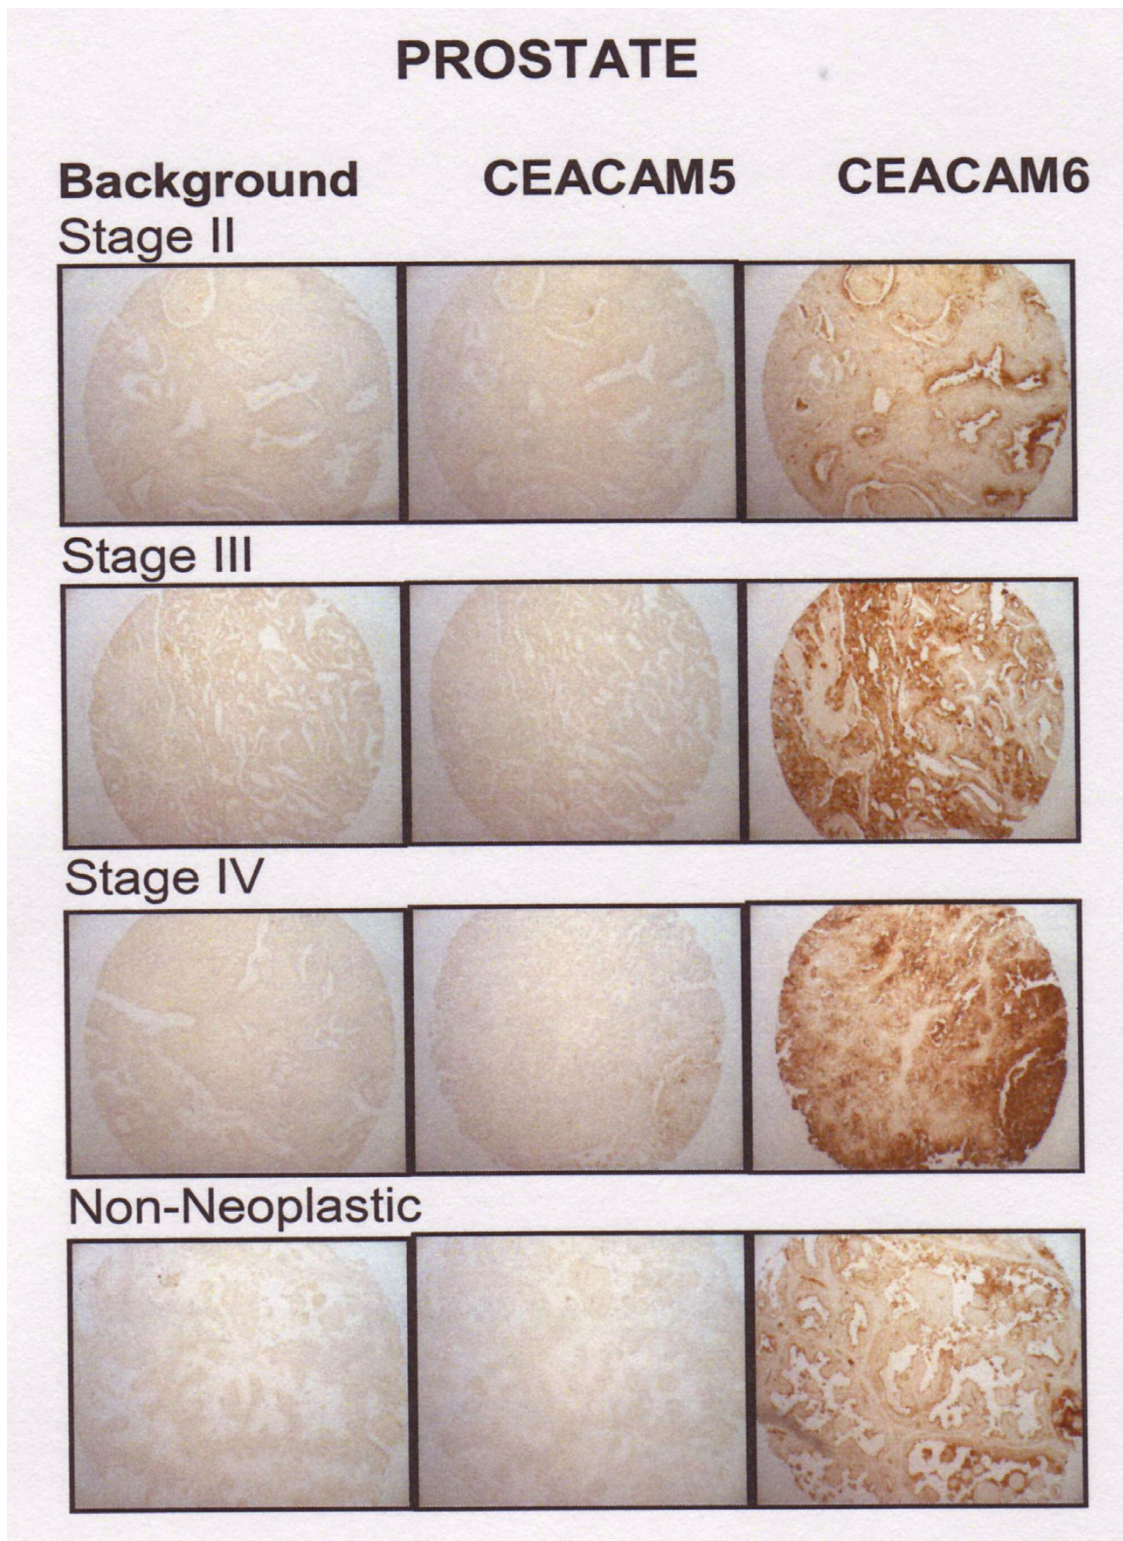 PROSTATE
Background CEACAM5 CEACAM6
Stage II
Stage III
Stage IV
Non-Neoplastic